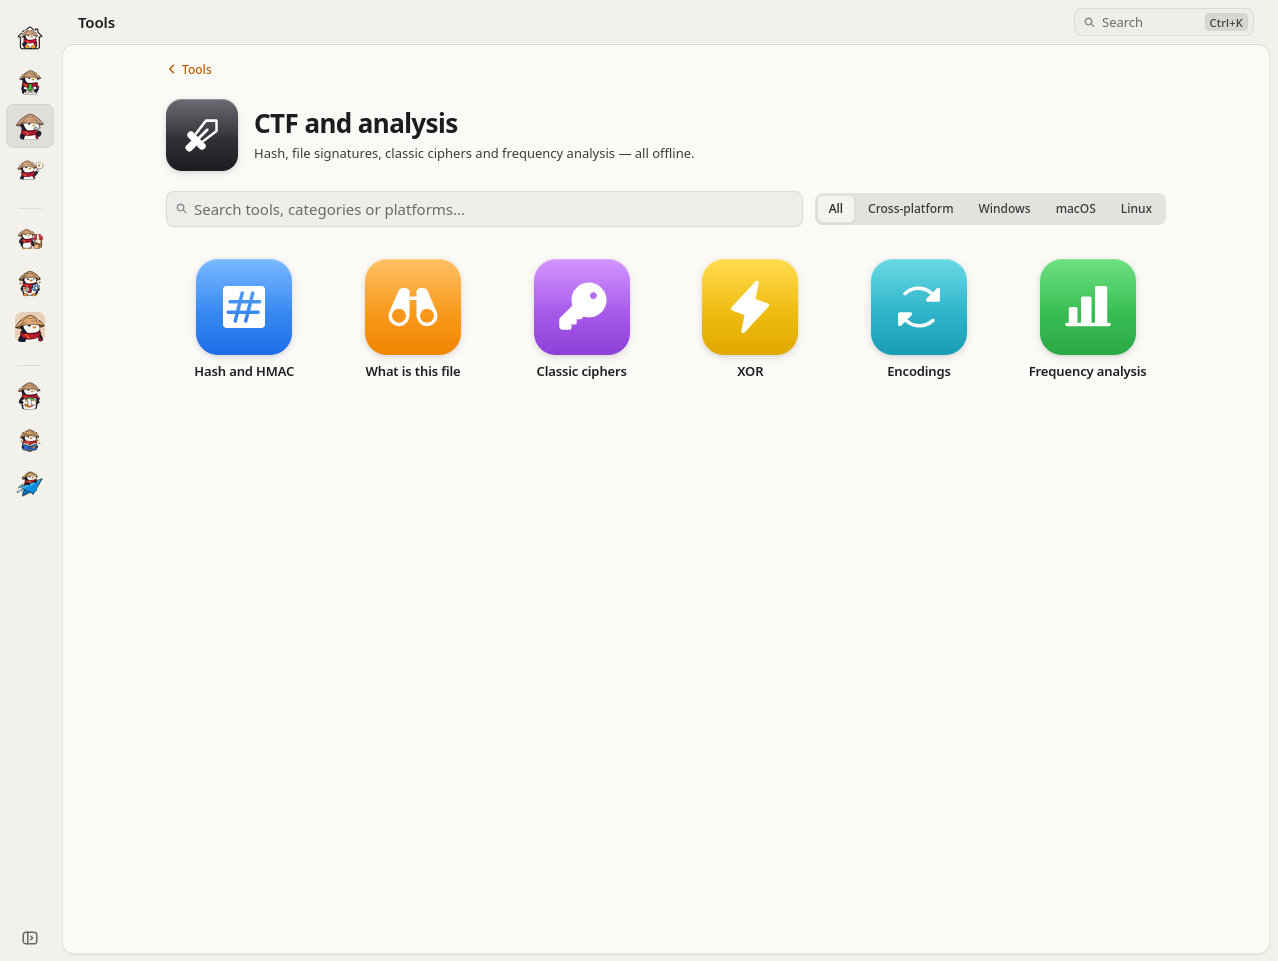 Tools
Search
Ctrl+K
Tools
CTF and analysis
Hash, file signatures, classic ciphers and frequency analysis — all offline.
Search tools, categories or platforms...
All
Cross-platform
Windows
macOS
Linux
Hash and HMAC
What is this file
Classic ciphers
XOR
Encodings
Frequency analysis